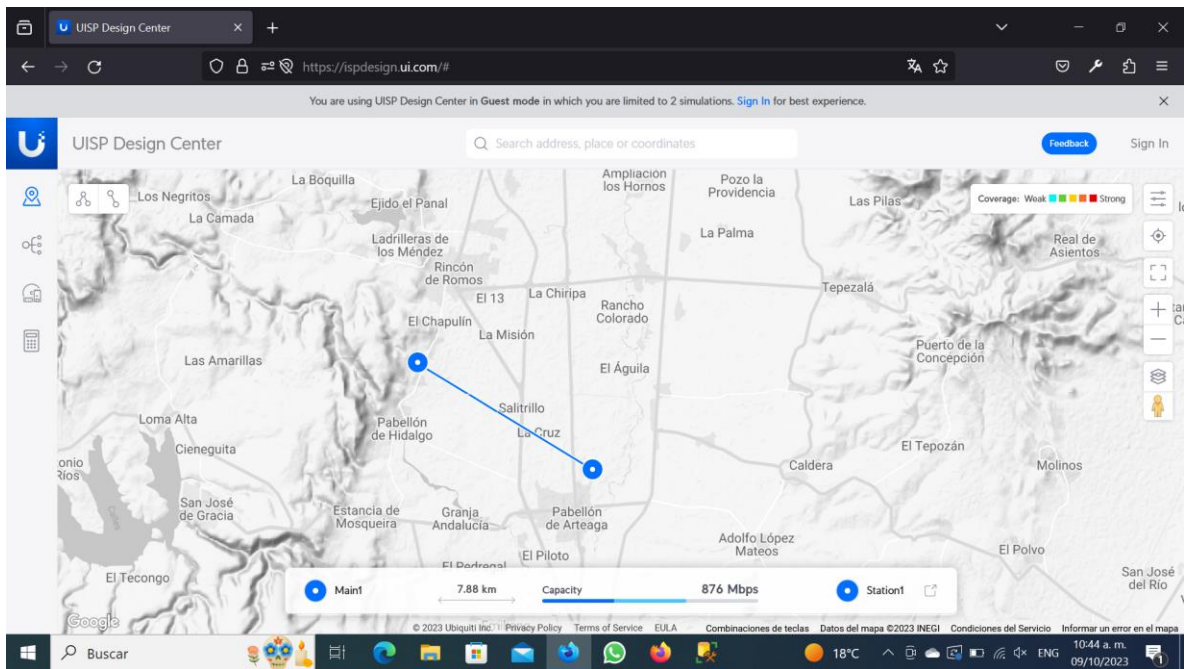 UISP Design Center
https://ispdesign.ui.com/#
You are using UISP Design Center in Guest mode in which you are limited to 2 simulations. Sign In for best experience.
UISP Design Center
Search address, place or coordinates
Feedback
Sign In
Coverage: Weak
Strong
La Boquilla
Ampliación
los Hornos
Pozo la
Providencia
Los Negritos
Ejido el Panal
Las Pilas
La Camada
La Palma
Ladrilleras de
los Méndez
Real de
Asientos
Rincón
de Romos
El 13
La Chiripa
Tepezalá
Rancho
Colorado
El Chapulín
La Misión
Puerto de la
Concepción
Las Amarillas
El Águila
Salitrillo
Loma Alta
Pabellón
de Hidalgo
La Cruz
Cieneguita
El Tepozán
Caldera
Molinos
onio
Ríos
San José
de Gracia
Estancia de
Mosqueira
Granja
Andalucía
Pabellón
de Arteaga
Adolfo López
Mateos
El Piloto
El Polvo
El Pedregal
El Tecongo
San José
del Río
Main1
7.88 km
Capacity
876 Mbps
Station1
Google
© 2023 Ubiquiti Inc.
Privacy Policy
Terms of Service
EULA
Combinaciones de teclas
Datos del mapa ©2023 INEGI
Condiciones del Servicio
Informar un error en el mapa
Buscar
18°C
ENG
10:44 a. m.
09/10/2023